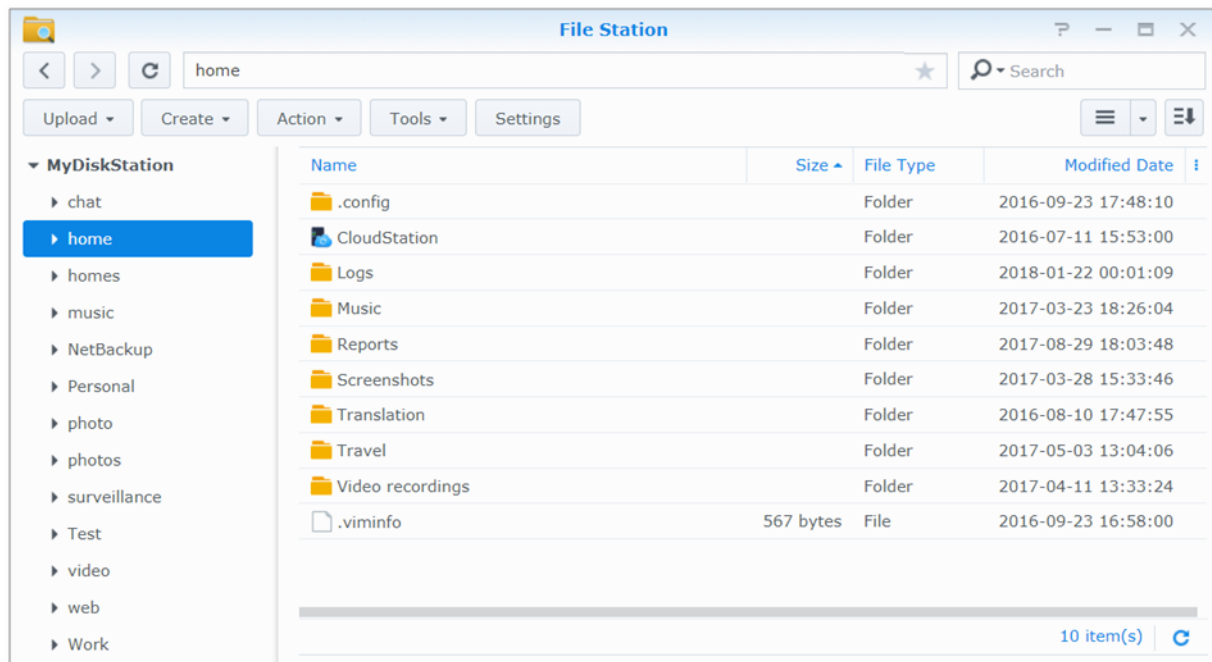 File Station
home
Search
Upload Create Action Tools Settings
MyDiskStation
chat
home
homes
music
NetBackup
Personal
photo
photos
surveillance
Test
video
web
Work
Name Size File Type Modified Date
.config Folder 2016-09-23 17:48:10
CloudStation Folder 2016-07-11 15:53:00
Logs Folder 2018-01-22 00:01:09
Music Folder 2017-03-23 18:26:04
Reports Folder 2017-08-29 18:03:48
Screenshots Folder 2017-03-28 15:33:46
Translation Folder 2016-08-10 17:47:55
Travel Folder 2017-05-03 13:04:06
Video recordings Folder 2017-04-11 13:33:24
.viminfo 567 bytes File 2016-09-23 16:58:00
10 item(s)